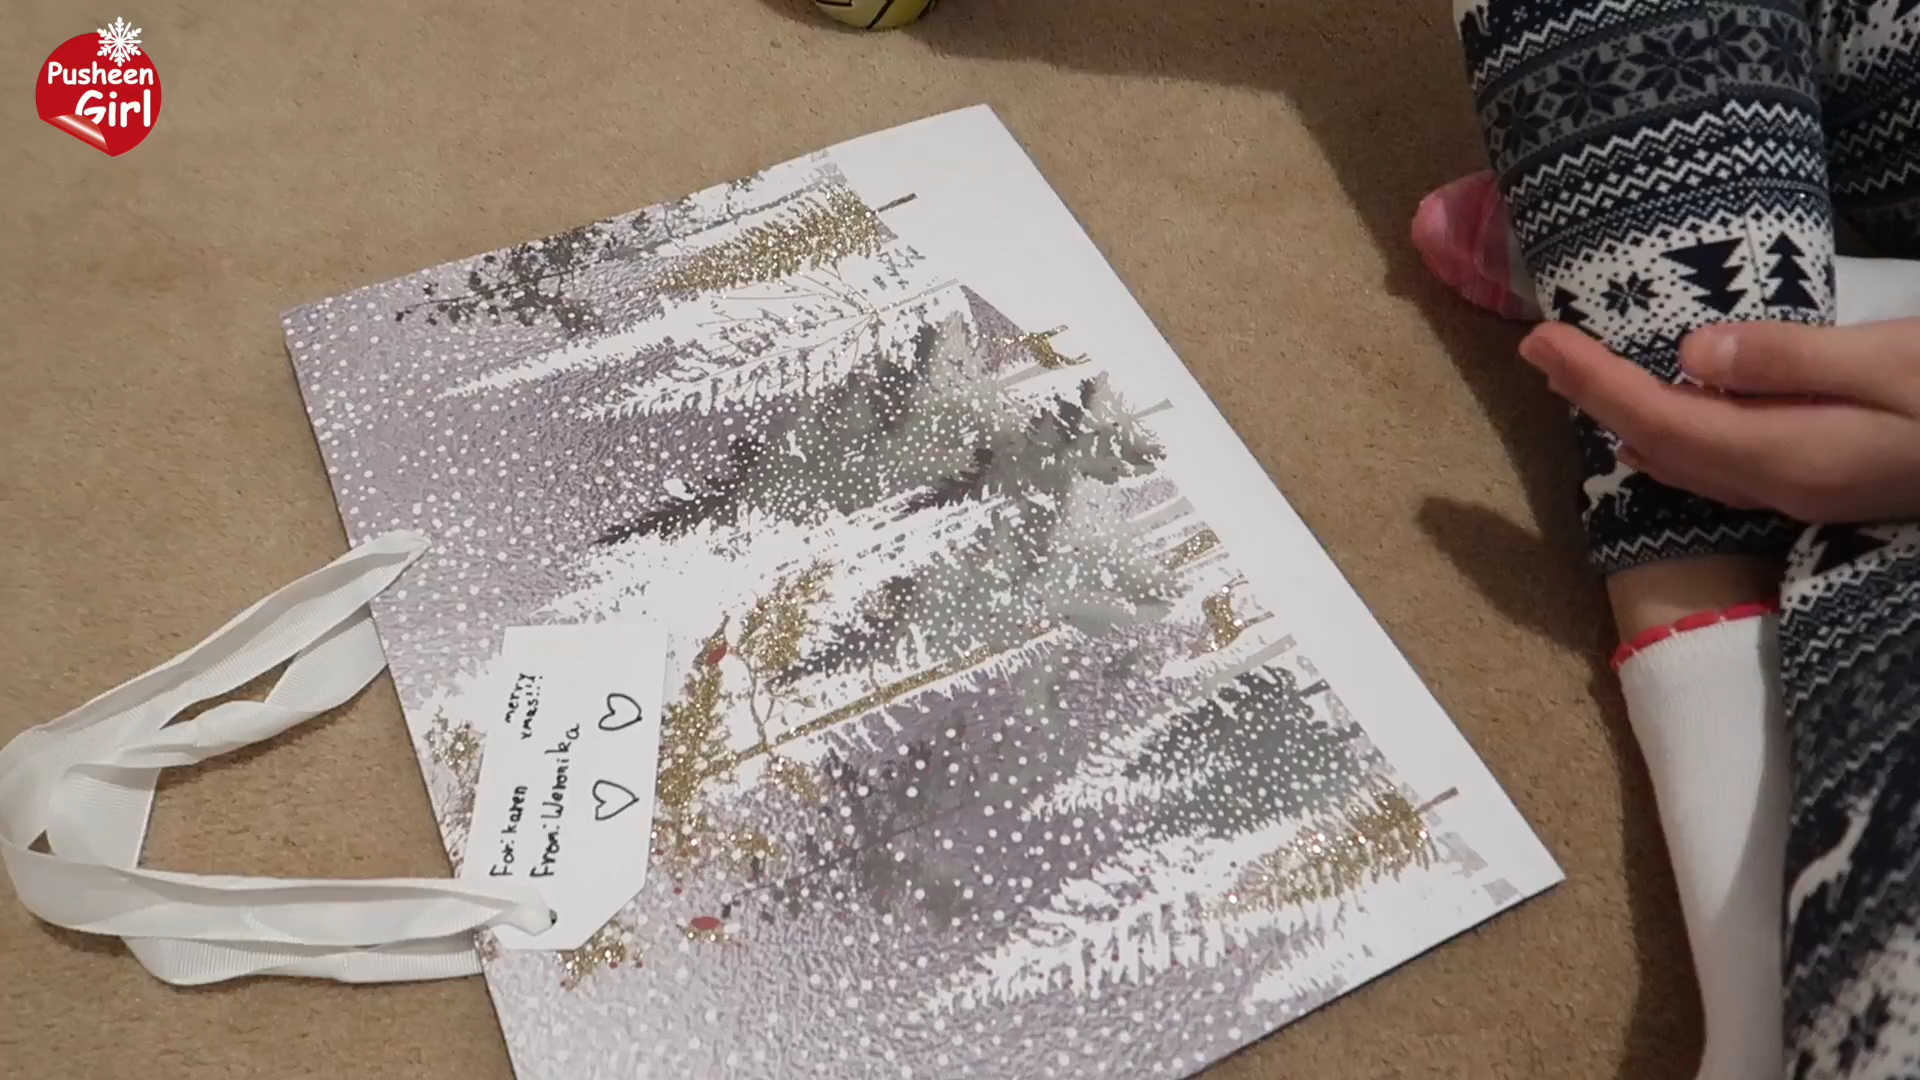 Pusheen
Girl
For: karen
From: Weronika
merry
xmas!!!